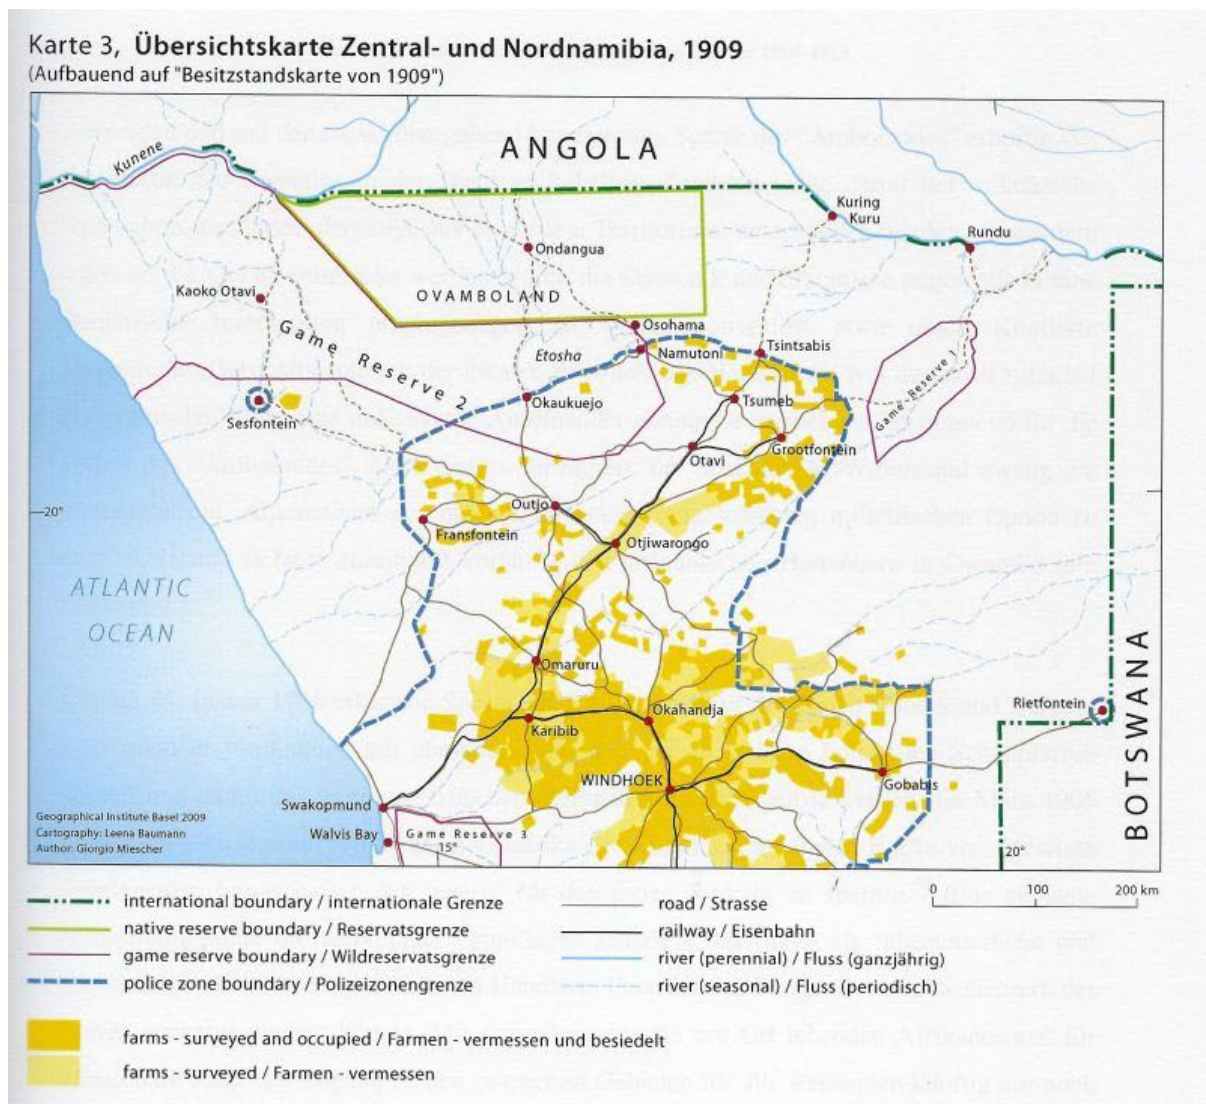 Karte 3, Übersichtskarte Zentral- und Nordnamibia, 1909
(Aufbauend auf "Besitzstandskarte von 1909")
ANGOLA
Kunene
Kuring
Kuru
Rundu
Ondangua
Kaoko Otavi
OVAMBOLAND
Osohama
Game Reserve 2
Etosha
Namutoni
Tsintsabis
Game Reserve 1
Okaukuejo
Tsumeb
Sesfontein
Grootfontein
Otavi
Outjo
20°
Fransfontein
Otjiwarongo
ATLANTIC
OCEAN
Omaruru
BOTSWANA
Rietfontein
Okahandja
Karibib
WINDHOEK
Gobabis
Swakopmund
Geographical Institute Basel 2009
Cartography: Leena Baumann
Author: Giorgio Miescher
Walvis Bay
Game Reserve 3
15°
20°
0 100 200 km
international boundary / internationale Grenze
native reserve boundary / Reservatsgrenze
game reserve boundary / Wildreservatsgrenze
police zone boundary / Polizeizonengrenze
road / Strasse
railway / Eisenbahn
river (perennial) / Fluss (ganzjährig)
river (seasonal) / Fluss (periodisch)
farms - surveyed and occupied / Farmen - vermessen und besiedelt
farms - surveyed / Farmen - vermessen